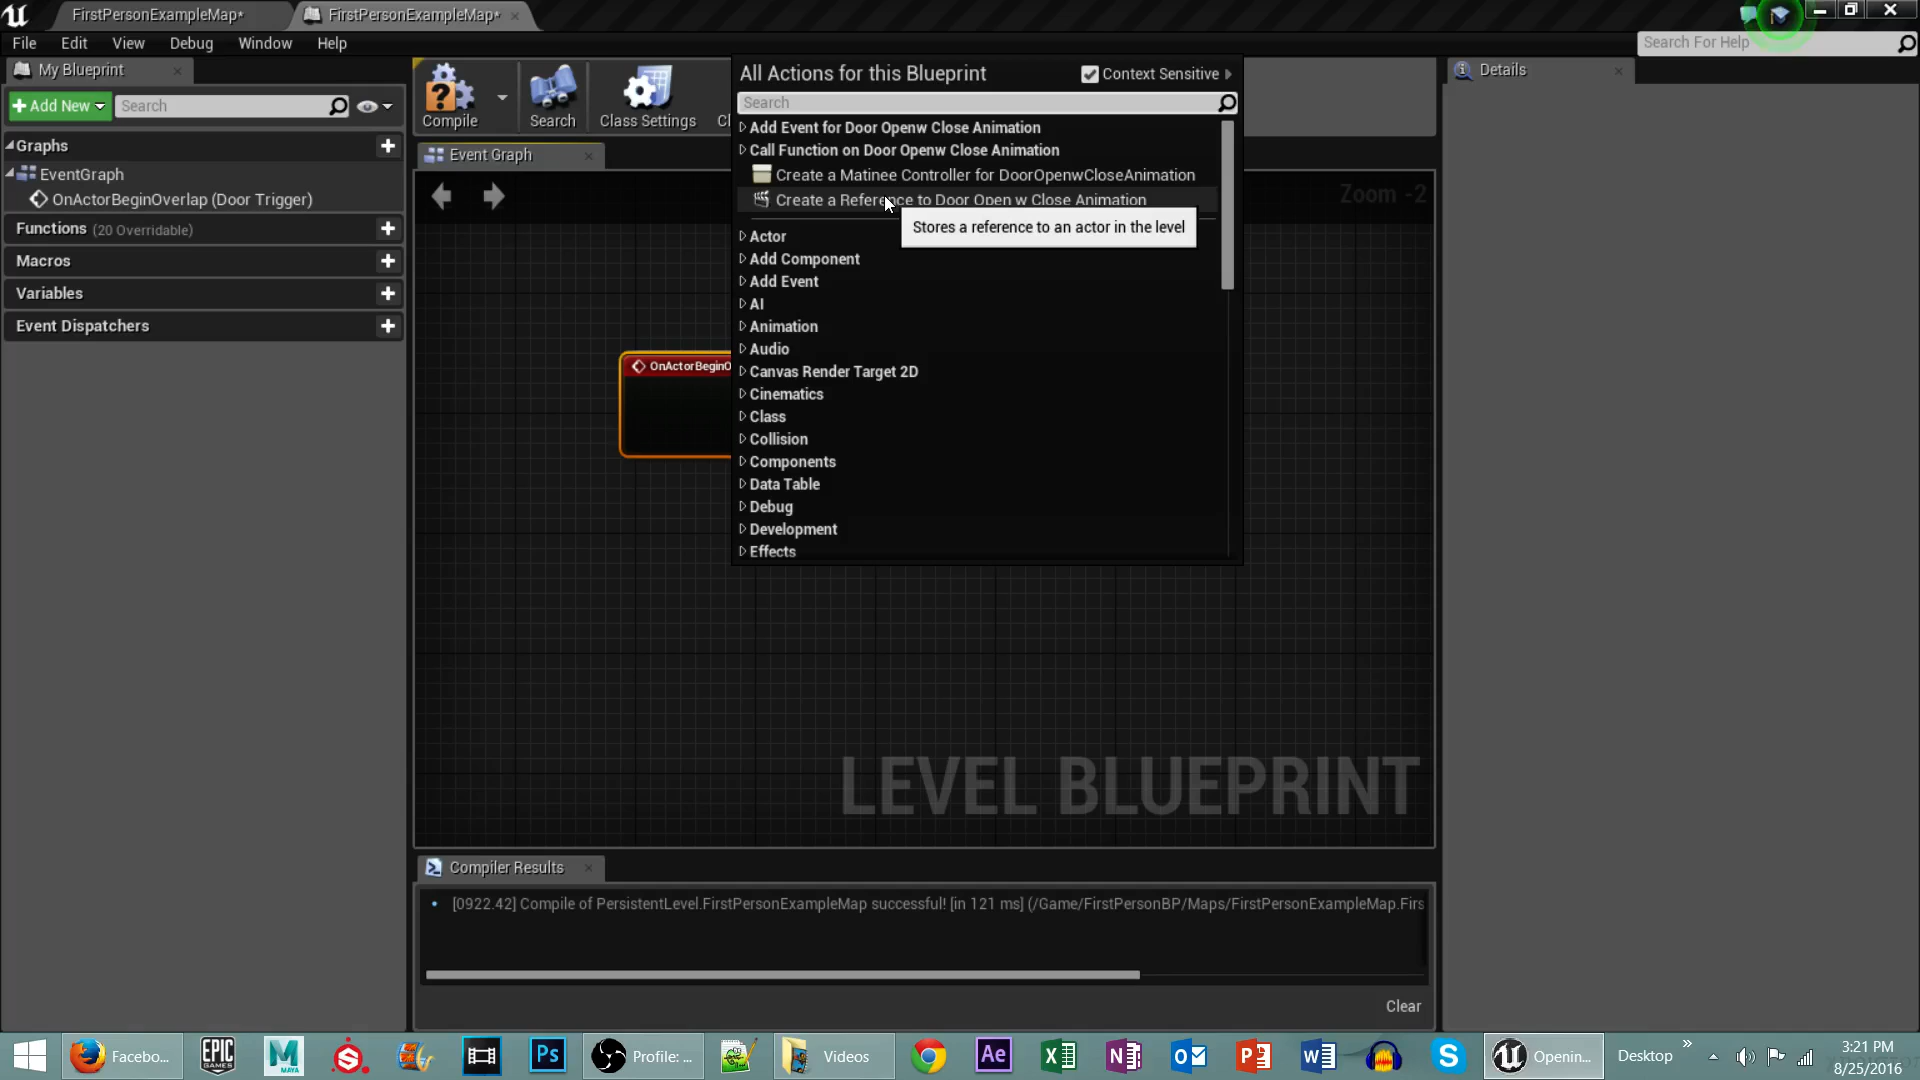 FirstPersonExampleMap*
FirstPersonExampleMap*
File Edit View Debug Window Help
Search For Help
My Blueprint
Add New
Search
Graphs
EventGraph
OnActorBeginOverlap (Door Trigger)
Functions (20 Overridable)
Macros
Variables
Event Dispatchers
Compile
Search
Class Settings
Cl
Event Graph
Zoom -2
OnActorBeginO
All Actions for this Blueprint
Context Sensitive
Search
Add Event for Door Openw Close Animation
Call Function on Door Openw Close Animation
Create a Matinee Controller for DoorOpenwCloseAnimation
Create a Reference to Door Open w Close Animation
Stores a reference to an actor in the level
Actor
Add Component
Add Event
AI
Animation
Audio
Canvas Render Target 2D
Cinematics
Class
Collision
Components
Data Table
Debug
Development
Effects
LEVEL BLUEPRINT
Details
Compiler Results
[0922.42] Compile of PersistentLevel.FirstPersonExampleMap successful! [in 121 ms] (/Game/FirstPersonBP/Maps/FirstPersonExampleMap.Firs
Clear
Facebo...
EPIC GAMES
M MAYA
Ps
Profile: ...
Videos
Ae
Openin...
Desktop
3:21 PM
8/25/2016